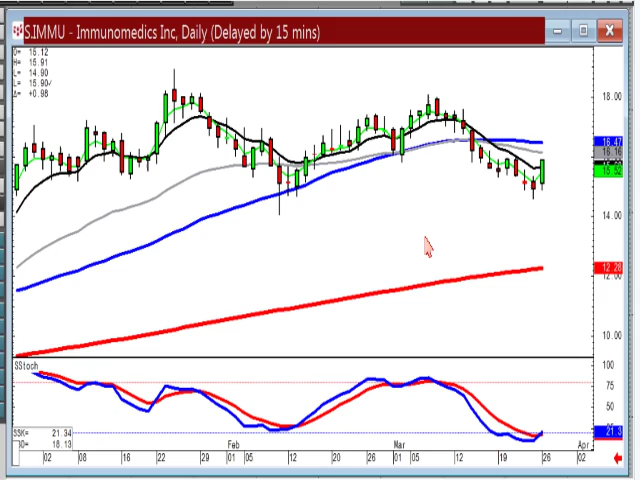 S.IMMU - Immunomedics Inc, Daily (Delayed by 15 mins)
O= 15.12
H= 15.91
L= 14.90
L= 15.90
Δ= +0.98
18.00
16.47
16.16
15.52
14.00
12.28
12.00
10.00
SStoch
100
75
50
21.3
SSK= 21.34
D= 18.13
Feb Mar Apr
02 08 16 22 29 01 05 12 20 26 01 05 12 19 26 02